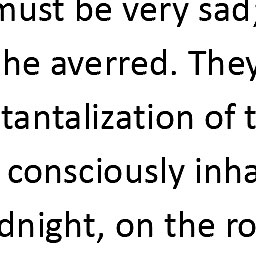 must be very sad;
he averred. They
tantalization of t
consciously inha
dnight, on the ro